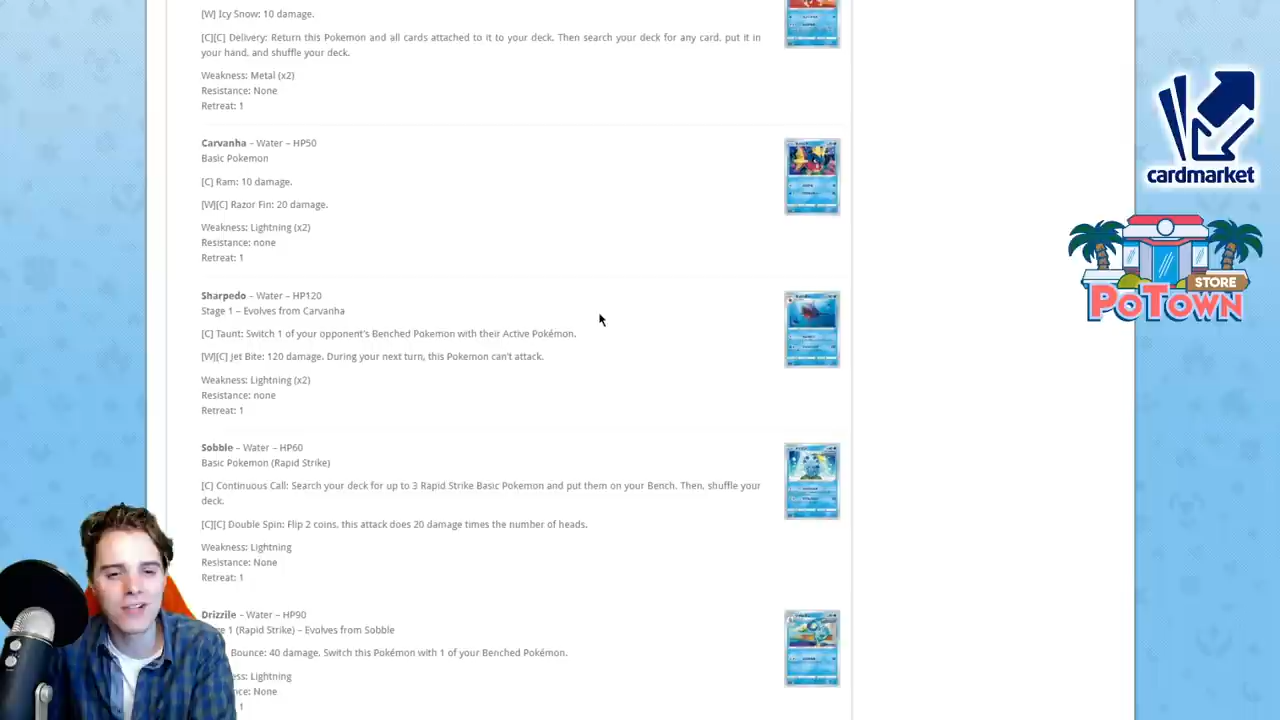 [W] Icy Snow: 10 damage.
[C][C] Delivery: Return this Pokemon and all cards attached to it to your deck. Then search your deck for any card, put it in
your hand, and shuffle your deck.
Weakness: Metal (x2)
Resistance: None
Retreat: 1
Carvanha – Water – HP50
Basic Pokemon
[C] Ram: 10 damage.
[W][C] Razor Fin: 20 damage.
Weakness: Lightning (x2)
Resistance: none
Retreat: 1
Sharpedo – Water – HP120
Stage 1 – Evolves from Carvanha
[C] Taunt: Switch 1 of your opponent's Benched Pokemon with their Active Pokémon.
[W][C] Jet Bite: 120 damage. During your next turn, this Pokemon can't attack.
Weakness: Lightning (x2)
Resistance: none
Retreat: 1
Sobble – Water – HP60
Basic Pokemon (Rapid Strike)
[C] Continuous Call: Search your deck for up to 3 Rapid Strike Basic Pokemon and put them on your Bench. Then, shuffle your
deck.
[C][C] Double Spin: Flip 2 coins, this attack does 20 damage times the number of heads.
Weakness: Lightning
Resistance: None
Retreat: 1
Drizzile – Water – HP90
ge 1 (Rapid Strike) – Evolves from Sobble
Bounce: 40 damage. Switch this Pokémon with 1 of your Benched Pokémon.
ess: Lightning
nce: None
1
cardmarket
STORE
POTOWN